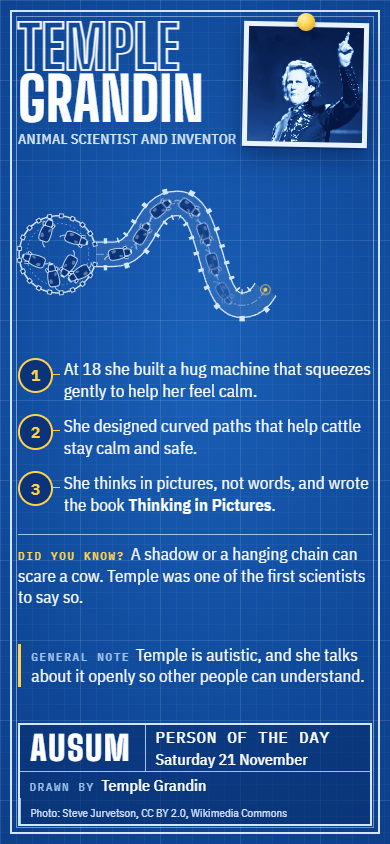 TEMPLE
GRANDIN
ANIMAL SCIENTIST AND INVENTOR
1 At 18 she built a hug machine that squeezes
gently to help her feel calm.
2 She designed curved paths that help cattle
stay calm and safe.
3 She thinks in pictures, not words, and wrote
the book Thinking in Pictures.
DID YOU KNOW? A shadow or a hanging chain can
scare a cow. Temple was one of the first scientists
to say so.
GENERAL NOTE Temple is autistic, and she talks
about it openly so other people can understand.
AUSUM
PERSON OF THE DAY
Saturday 21 November
DRAWN BY Temple Grandin
Photo: Steve Jurvetson, CC BY 2.0, Wikimedia Commons